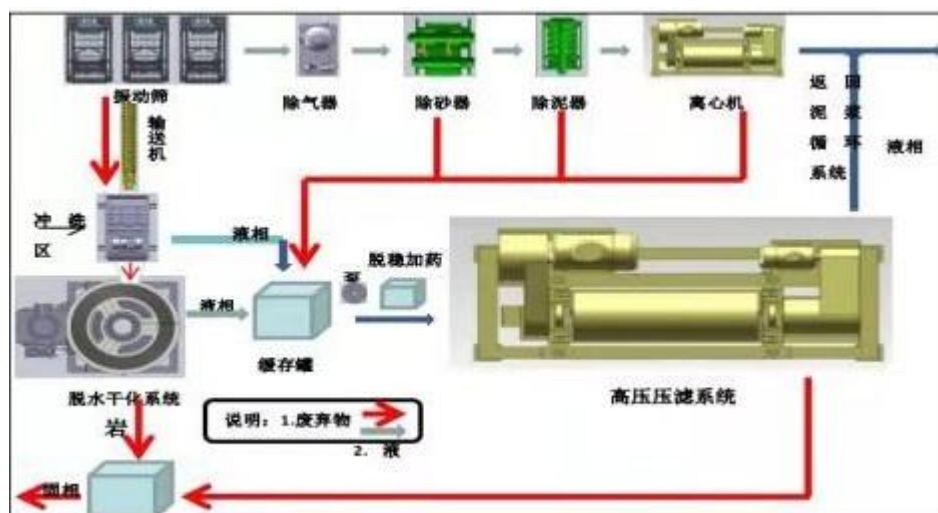 振动筛
除气器
除砂器
除泥器
离心机
输送机
返回
泥浆
循环
系统
液相
冲洗
区
液相
泵
脱稳加药
液相
缓存罐
脱水干化系统
高压压滤系统
岩
说明：1.废弃物
2. 液
固相